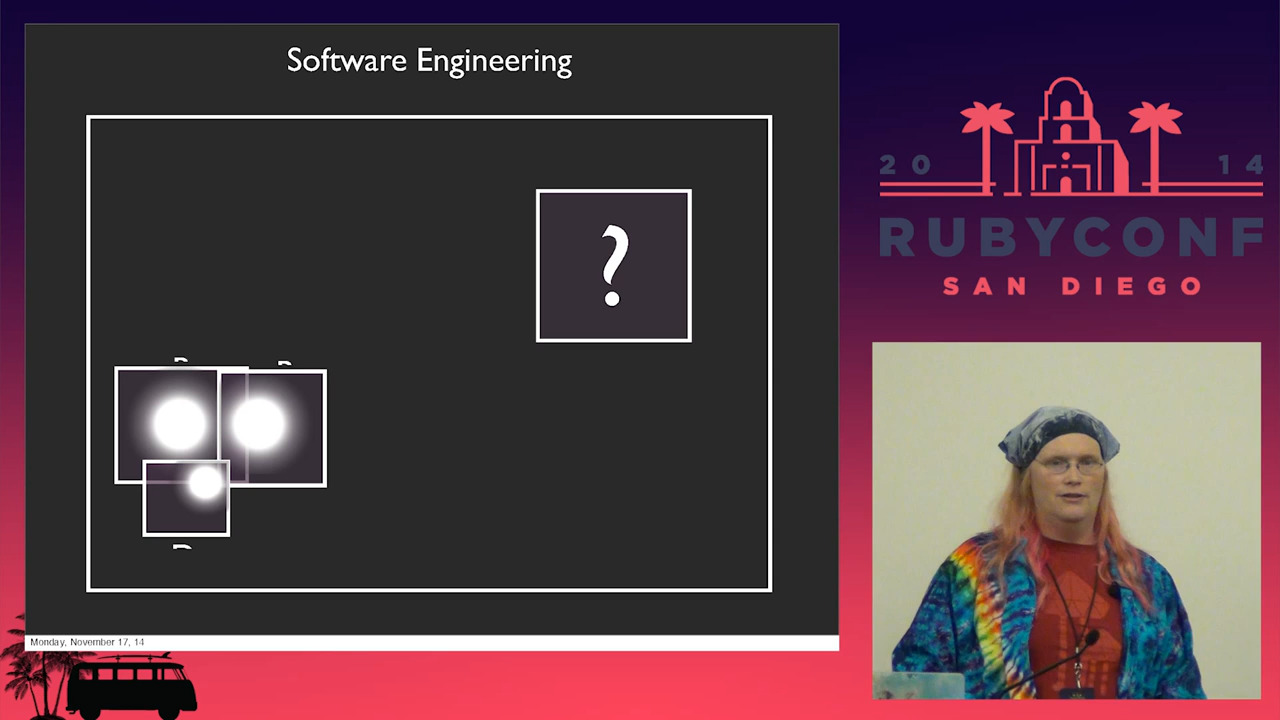 Software Engineering
?
Monday, November 17, 14
20 14
RUBYCONF
SAN DIEGO